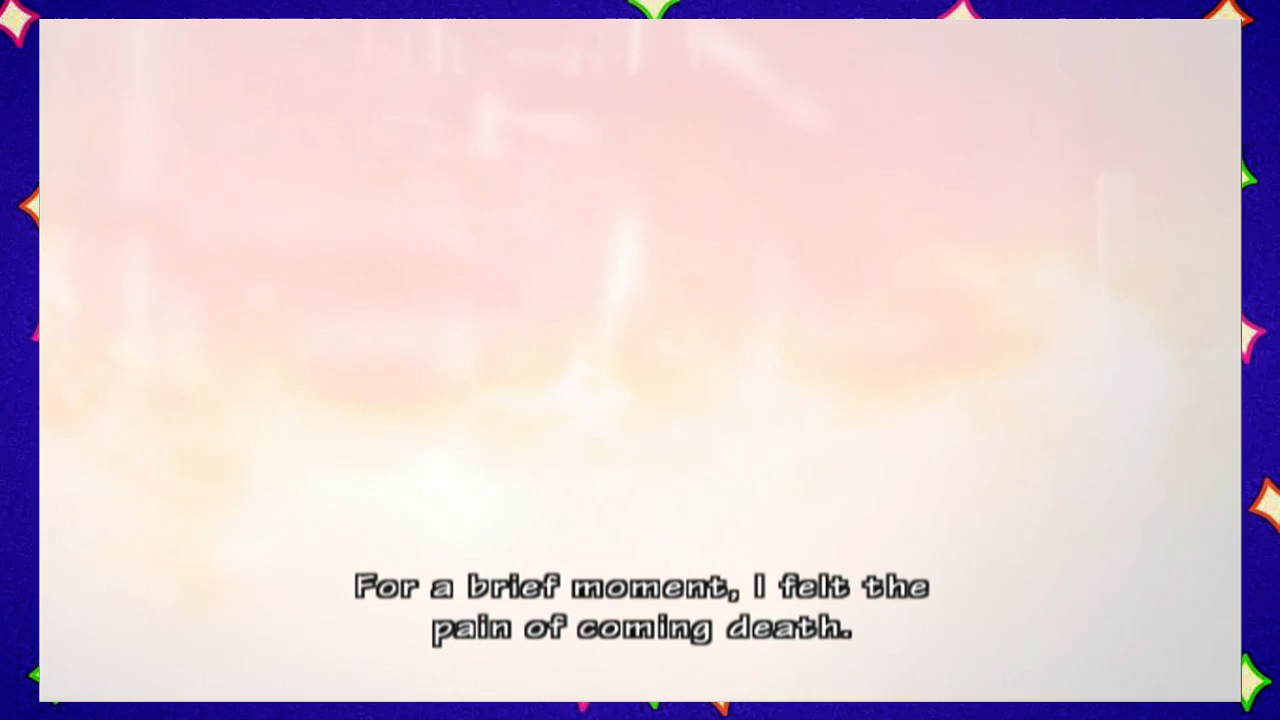 For a brief moment, I felt the
pain of coming death.